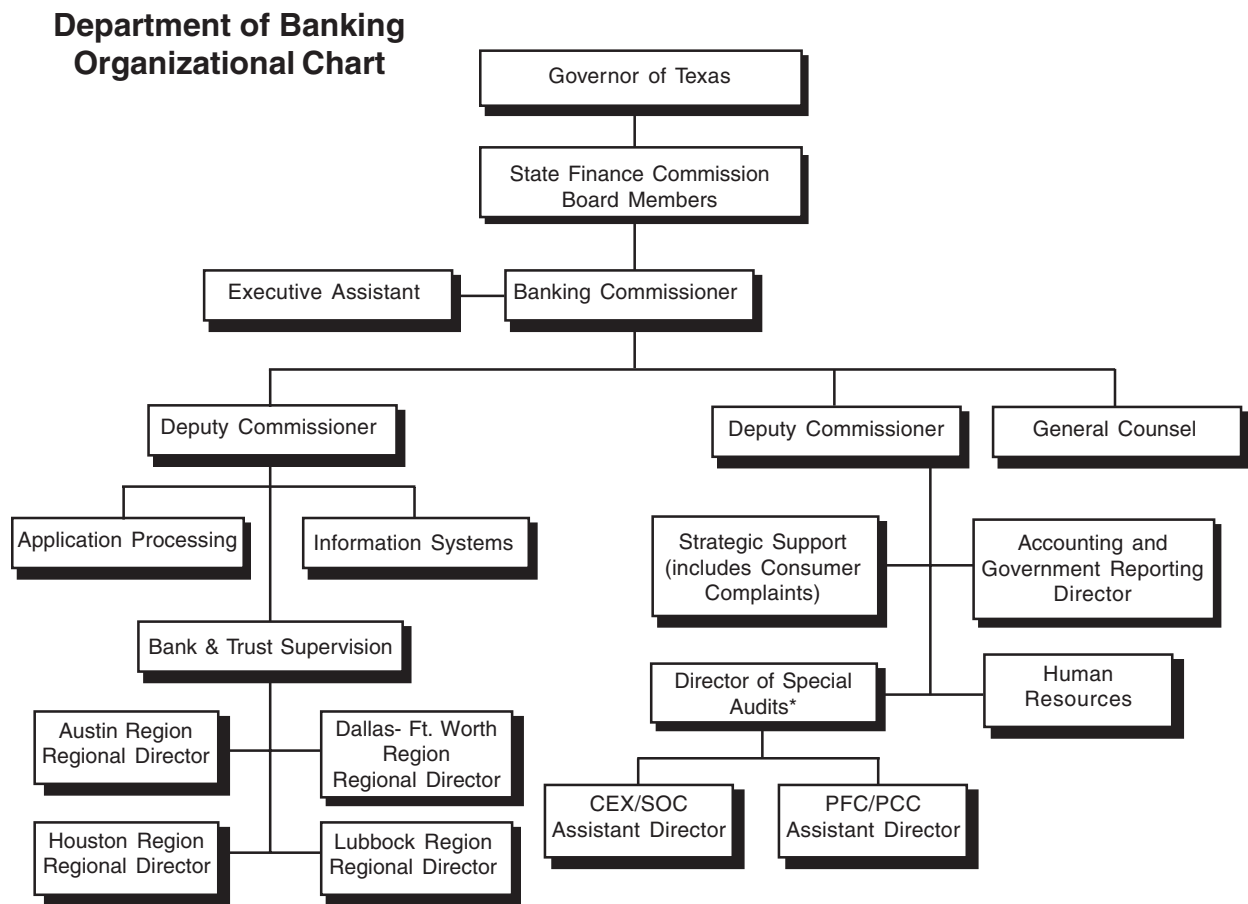 Department of Banking
Organizational Chart
Governor of Texas
State Finance Commission
Board Members
Executive Assistant
Banking Commissioner
Deputy Commissioner
Deputy Commissioner
General Counsel
Application Processing
Information Systems
Strategic Support
(includes Consumer
Complaints)
Accounting and
Government Reporting
Director
Bank & Trust Supervision
Director of Special
Audits*
Human
Resources
Austin Region
Regional Director
Dallas- Ft. Worth
Region
Regional Director
CEX/SOC
Assistant Director
PFC/PCC
Assistant Director
Houston Region
Regional Director
Lubbock Region
Regional Director